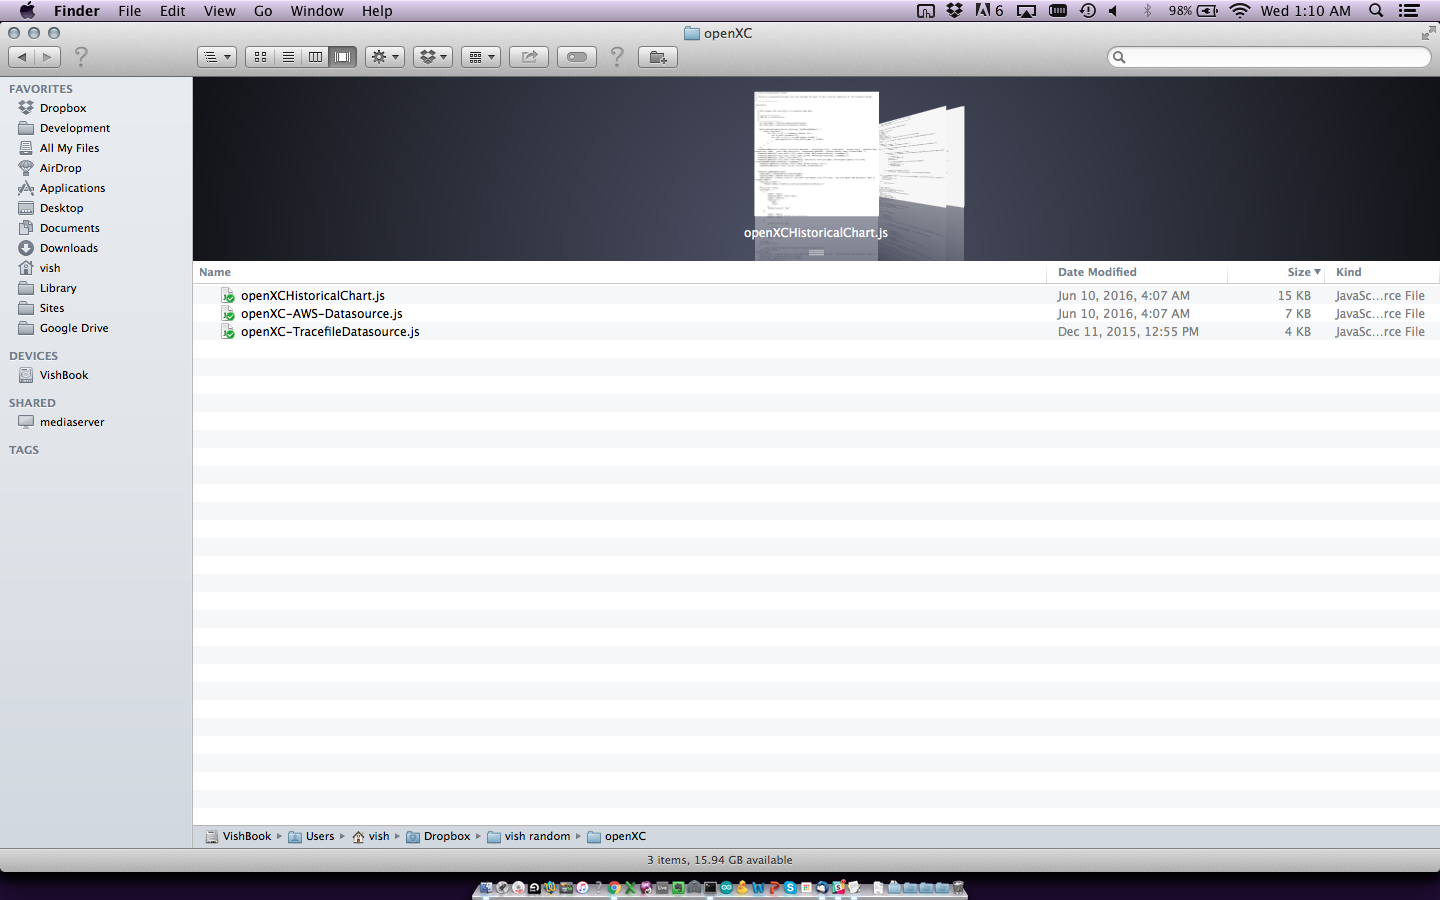 Finder File Edit View Go Window Help 6 98% Wed 1:10 AM
openXC
FAVORITES
Dropbox
Development
All My Files
AirDrop
Applications
Desktop
Documents
Downloads
vish
Library
Sites
Google Drive
DEVICES
VishBook
SHARED
mediaserver
TAGS
openXCHistoricalChart.js
Name Date Modified Size Kind
openXCHistoricalChart.js Jun 10, 2016, 4:07 AM 15 KB JavaSc...rce File
openXC-AWS-Datasource.js Jun 10, 2016, 4:07 AM 7 KB JavaSc...rce File
openXC-TracefileDatasource.js Dec 11, 2015, 12:55 PM 4 KB JavaSc...rce File
VishBook Users vish Dropbox vish random openXC
3 items, 15.94 GB available